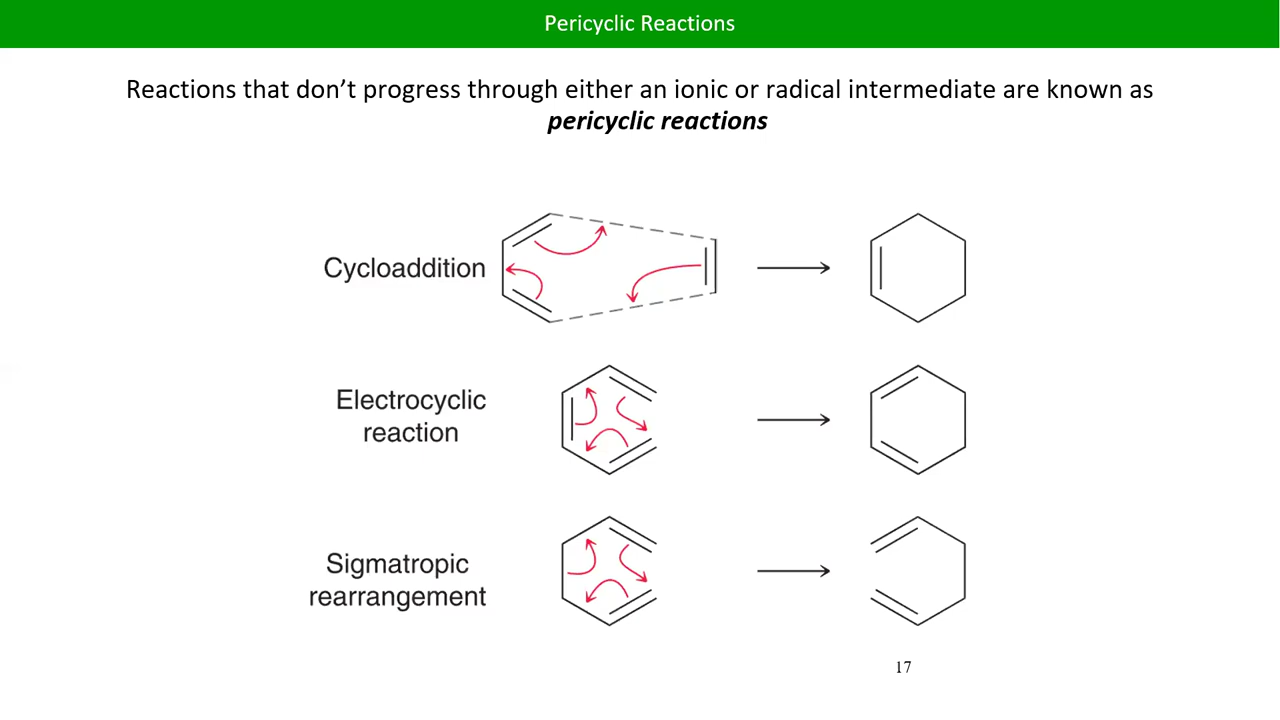 Pericyclic Reactions
Reactions that don’t progress through either an ionic or radical intermediate are known as
pericyclic reactions
Cycloaddition
Electrocyclic
reaction
Sigmatropic
rearrangement
17